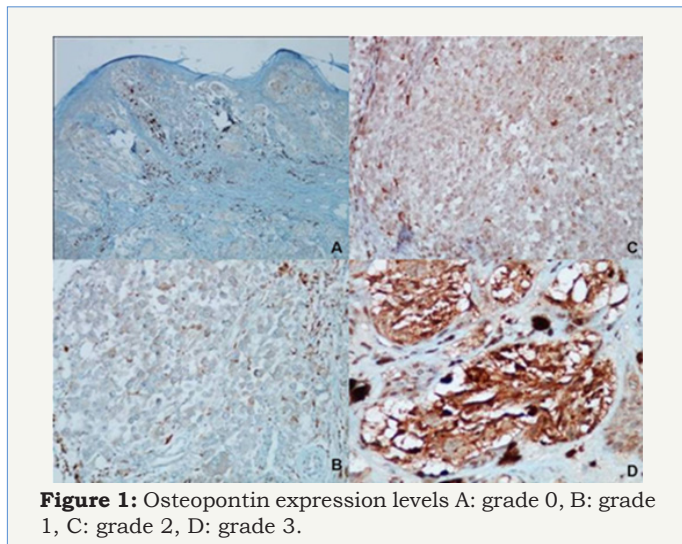 A
C
B
D
Figure 1: Osteopontin expression levels A: grade 0, B: grade
1, C: grade 2, D: grade 3.